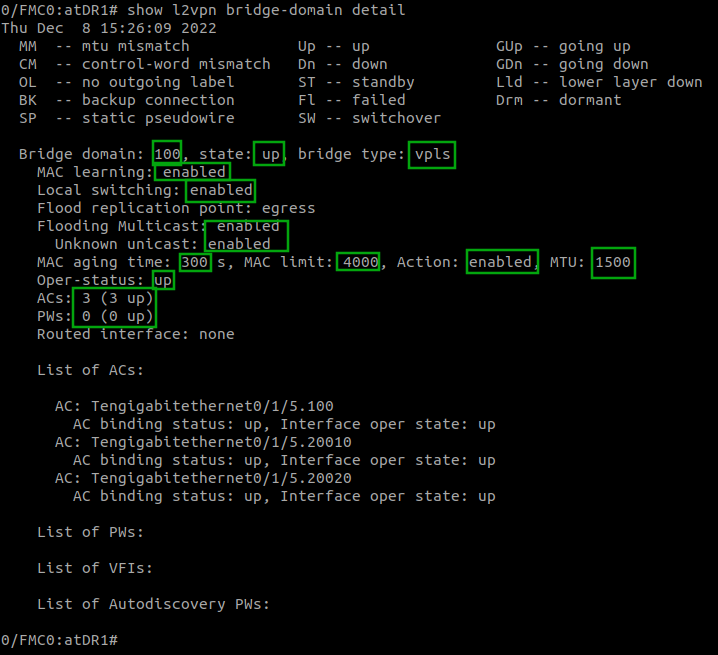 0/FMC0:atDR1# show l2vpn bridge-domain detail
Thu Dec  8 15:26:09 2022
  MM  -- mtu mismatch            Up -- up              GUp -- going up
  CM  -- control-word mismatch   Dn -- down            GDn -- going down
  OL  -- no outgoing label       ST -- standby         Lld -- lower layer down
  BK  -- backup connection       Fl -- failed          Drm -- dormant
  SP  -- static pseudowire       SW -- switchover
  Bridge domain: 100, state: up, bridge type: vpls
    MAC learning: enabled
    Local switching: enabled
    Flood replication point: egress
    Flooding Multicast: enabled
      Unknown unicast: enabled
    MAC aging time: 300 s, MAC limit: 4000, Action: enabled, MTU: 1500
    Oper-status: up
    ACs: 3 (3 up)
    PWs: 0 (0 up)
    Routed interface: none
    List of ACs:
      AC: Tengigabitethernet0/1/5.100
        AC binding status: up, Interface oper state: up
      AC: Tengigabitethernet0/1/5.20010
        AC binding status: up, Interface oper state: up
      AC: Tengigabitethernet0/1/5.20020
        AC binding status: up, Interface oper state: up
    List of PWs:
    List of VFIs:
    List of Autodiscovery PWs:
0/FMC0:atDR1#